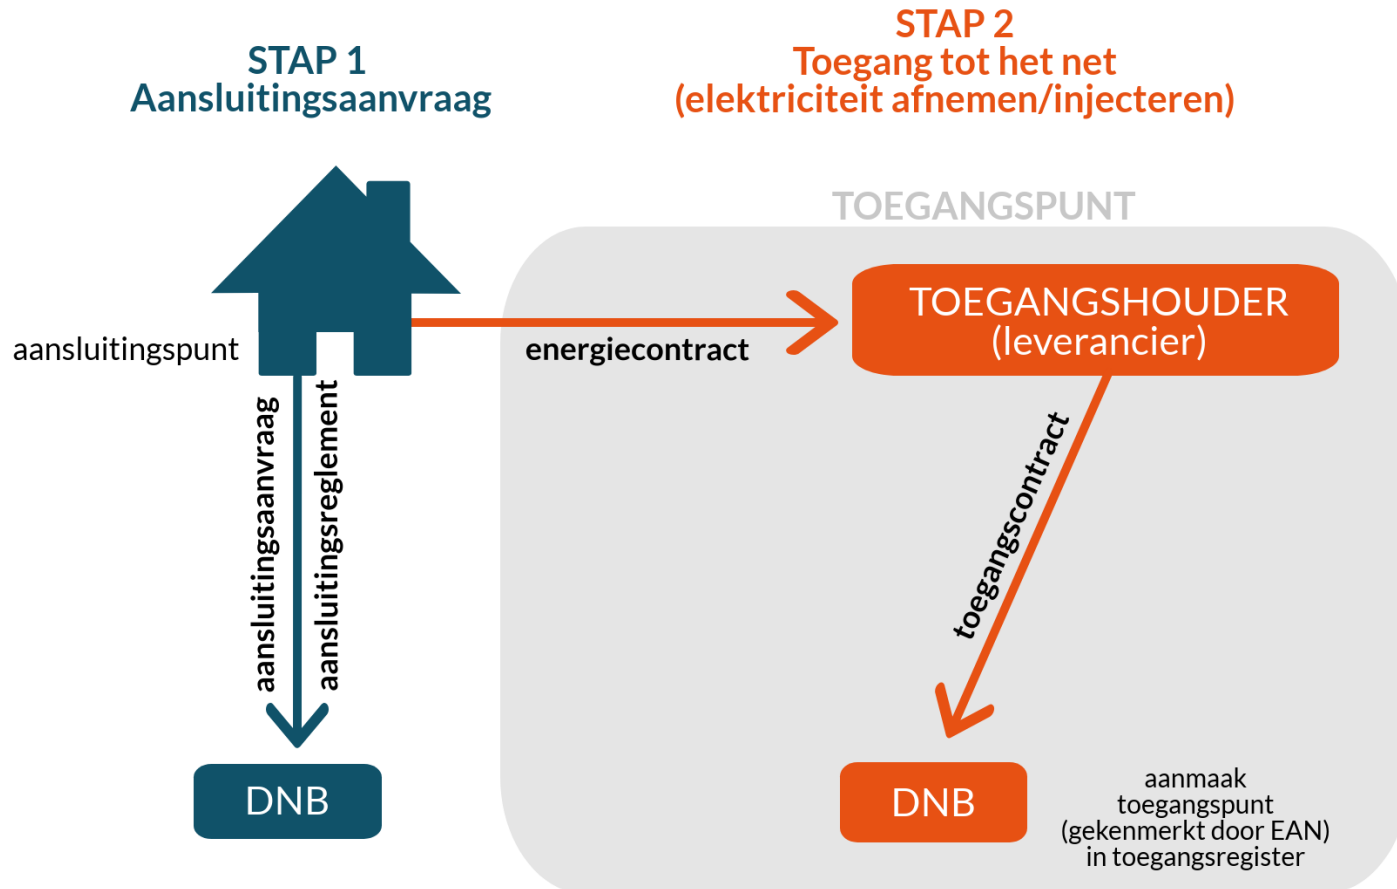 STAP 1
Aansluitingsaanvraag
STAP 2
Toegang tot het net
(elektriciteit afnemen/injecteren)
TOEGANGSPUNT
TOEGANGSHOUDER
(leverancier)
aansluitingspunt
energiecontract
aansluitingsaanvraag
aansluitingsreglement
toegangscontract
DNB
DNB
aanmaak
toegangspunt
(gekenmerkt door EAN)
in toegangsregister